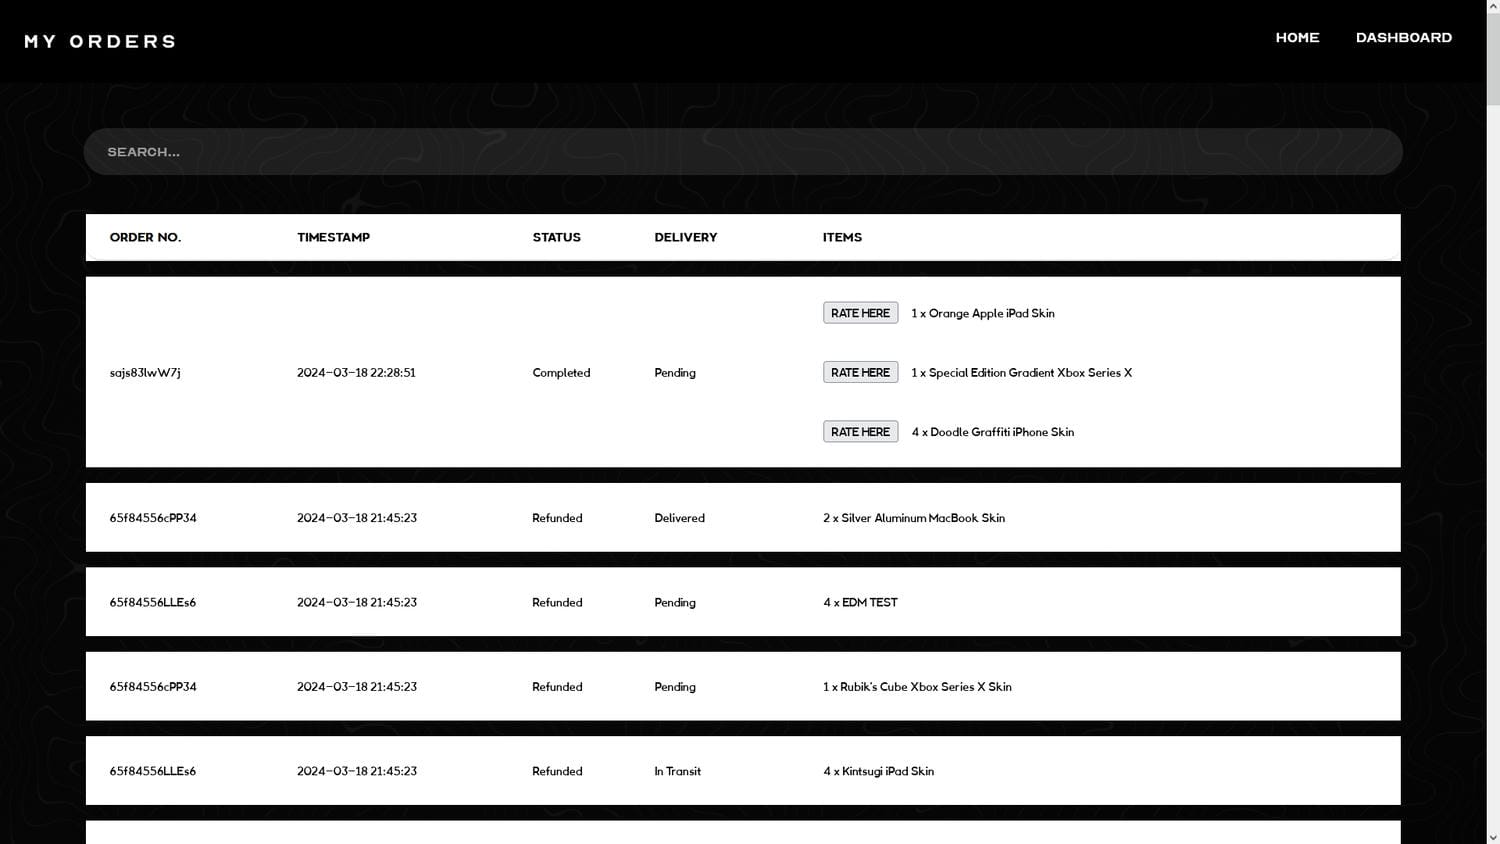 MY ORDERS
HOME DASHBOARD
SEARCH...
ORDER NO. TIMESTAMP STATUS DELIVERY ITEMS
RATE HERE 1 x Orange Apple iPad Skin
sajs83lwW7j 2024-03-18 22:28:51 Completed Pending RATE HERE 1 x Special Edition Gradient Xbox Series X
RATE HERE 4 x Doodle Graffiti iPhone Skin
65f84556cPP34 2024-03-18 21:45:23 Refunded Delivered 2 x Silver Aluminum MacBook Skin
65f84556LLEs6 2024-03-18 21:45:23 Refunded Pending 4 x EDM TEST
65f84556cPP34 2024-03-18 21:45:23 Refunded Pending 1 x Rubik's Cube Xbox Series X Skin
65f84556LLEs6 2024-03-18 21:45:23 Refunded In Transit 4 x Kintsugi iPad Skin